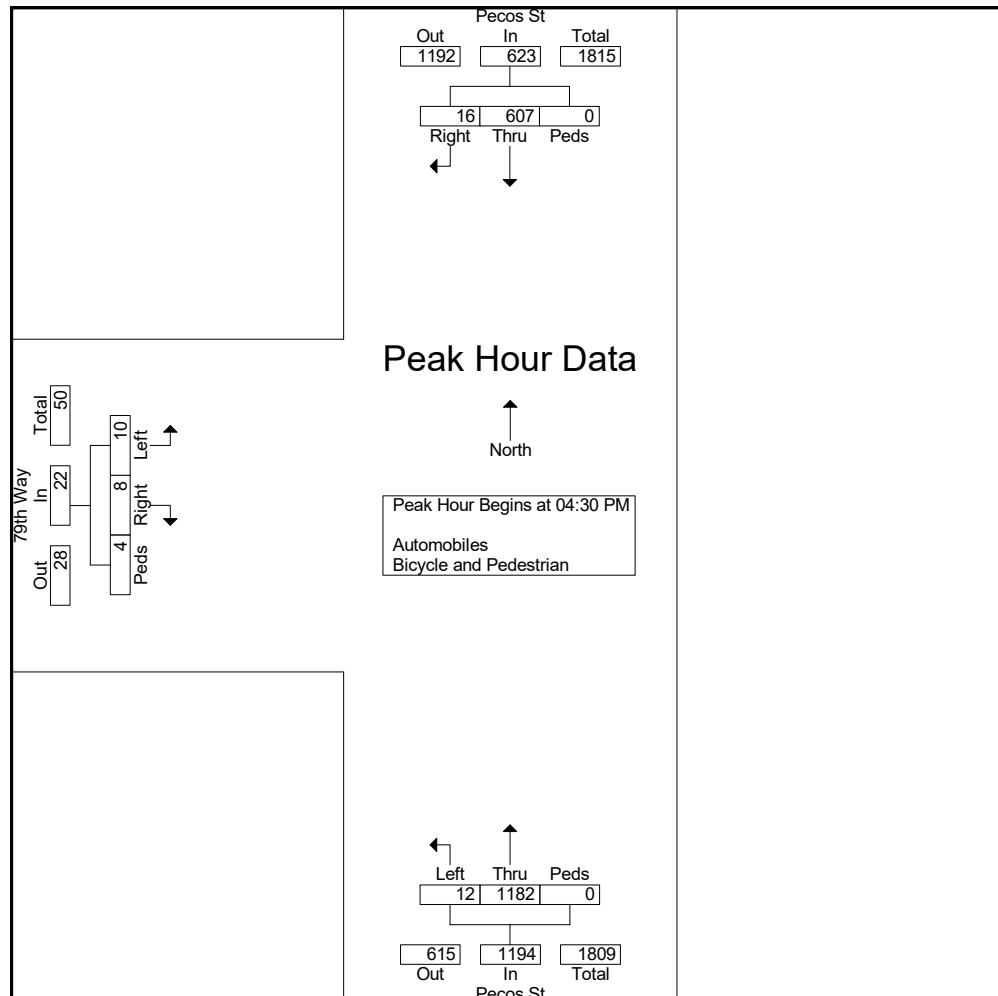 Pecos St
Out In Total
1192 623 1815
16 607 0
Right Thru Peds
Peak Hour Data
North
Peak Hour Begins at 04:30 PM
Automobiles
Bicycle and Pedestrian
79th Way
Out In Total
28 22 50
4 8 10
Peds Right Left
Left Thru Peds
12 1182 0
615 1194 1809
Out In Total
Pecos St